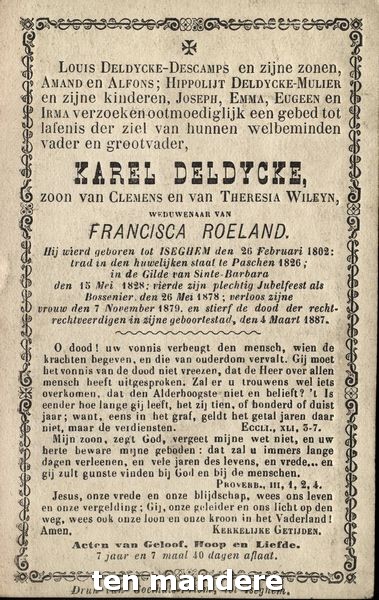 LOUIS DELDYCKE-DESCAMPS en zijne zonen,
AMAND en ALFONS; HIPPOLIJT DELDYCKE-MULIER
en zijne kinderen, JOSEPH, EMMA, EUGEEN en
IRMA verzoeken ootmoediglijk een gebed tot
lafenis der ziel van hunnen welbeminden
vader en grootvader,
KAREL DELDYCKE,
zoon van CLEMENS en van THERESIA WILEYN,
WEDUWENAAR VAN
FRANCISCA ROELAND.
Hij wierd geboren tot ISEGHEM den 26 Februari 1802:
trad in den huwelijken staat te Paschen 1826;
in de Gilde van Sinte-Barbara
den 15 Mei 1828; vierde zijn plechtig Jubelfeest als
Bossenier, den 26 Mei 1878; verloos zijne
vrouw den 7 November 1879, en stierf de dood der recht-
rechtveerdigen in zijne geboortestad, den 4 Maart 1887.
O dood! uw vonnis verbeugt den mensch, wien de
krachten begeven, en die van ouderdom vervalt. Gij moet
het vonnis van de dood niet vreezen, dat de Heer over allen
mensch heeft uitgesproken. Zal er u trouwens wel iets
overkomen, dat den Alderhoogste niet en belieft? 't Is
eender hoe lange gij leeft, het zij tien, of honderd of duist
jaar; want, eens in het graf, geldt het getal jaren daar
niet, maar de verdiensten. ECCLI., XLI, 3-7.
Mijn zoon, zegt God, vergeet mijne wet niet, en uw
herte beware mijne geboden: dat zal u immers lange
dagen verleenen, en vele jaren des levens, en vrede,.. en
gij zult gunste vinden bij God en bij de menschen.
PROVERB., III, 1, 2, 4.
Jesus, onze vrede en onze blijdschap, wees ons leven
en onze vergelding; Gij, onze geleider en ons licht op den
weg, wees ook onze loon en onze kroon in het Vaderland!
Amen. KERKELIJKE GETIJDEN.
Acten van Geloof, Hoop en Liefde.
7 jaar en 7 maal 40 dagen aflaat.
ten mandere